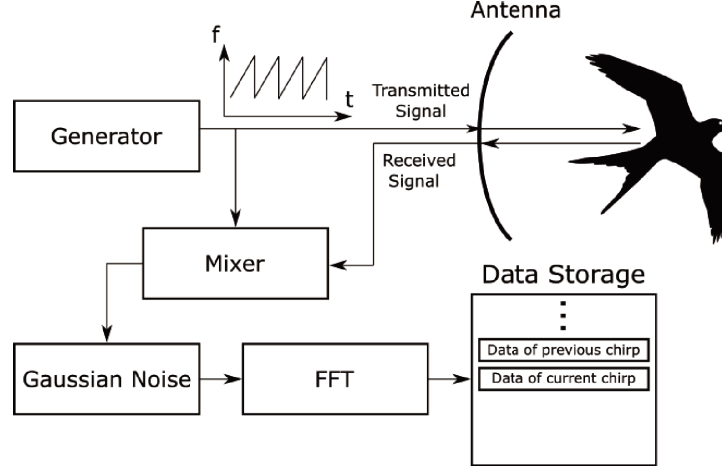 Antenna
f
t
Transmitted
Signal
Generator
Received
Signal
Mixer
Data Storage
Data of previous chirp
Data of current chirp
Gaussian Noise
FFT